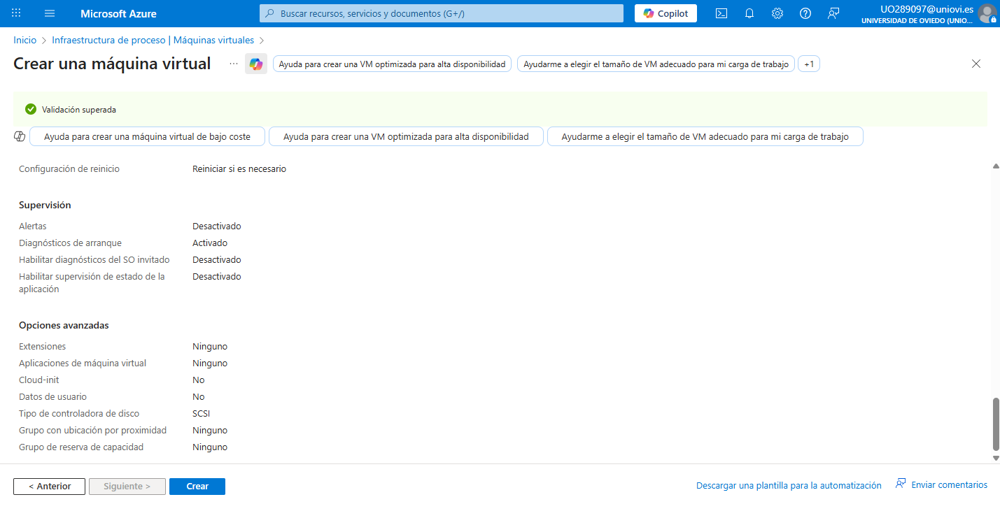 Microsoft Azure
Buscar recursos, servicios y documentos (G+/)
Copilot
UO289097@uniovi.es
UNIVERSIDAD DE OVIEDO (UNIO...
Inicio > Infraestructura de proceso | Máquinas virtuales >
Crear una máquina virtual ...
Ayuda para crear una VM optimizada para alta disponibilidad
Ayudarme a elegir el tamaño de VM adecuado para mi carga de trabajo
+1
Validación superada
Ayuda para crear una máquina virtual de bajo coste
Ayuda para crear una VM optimizada para alta disponibilidad
Ayudarme a elegir el tamaño de VM adecuado para mi carga de trabajo
Configuración de reinicio Reiniciar si es necesario
Supervisión
Alertas Desactivado
Diagnósticos de arranque Activado
Habilitar diagnósticos del SO invitado Desactivado
Habilitar supervisión de estado de la Desactivado
aplicación
Opciones avanzadas
Extensiones Ninguno
Aplicaciones de máquina virtual Ninguno
Cloud-init No
Datos de usuario No
Tipo de controladora de disco SCSI
Grupo con ubicación por proximidad Ninguno
Grupo de reserva de capacidad Ninguno
< Anterior
Siguiente >
Crear
Descargar una plantilla para la automatización
Enviar comentarios